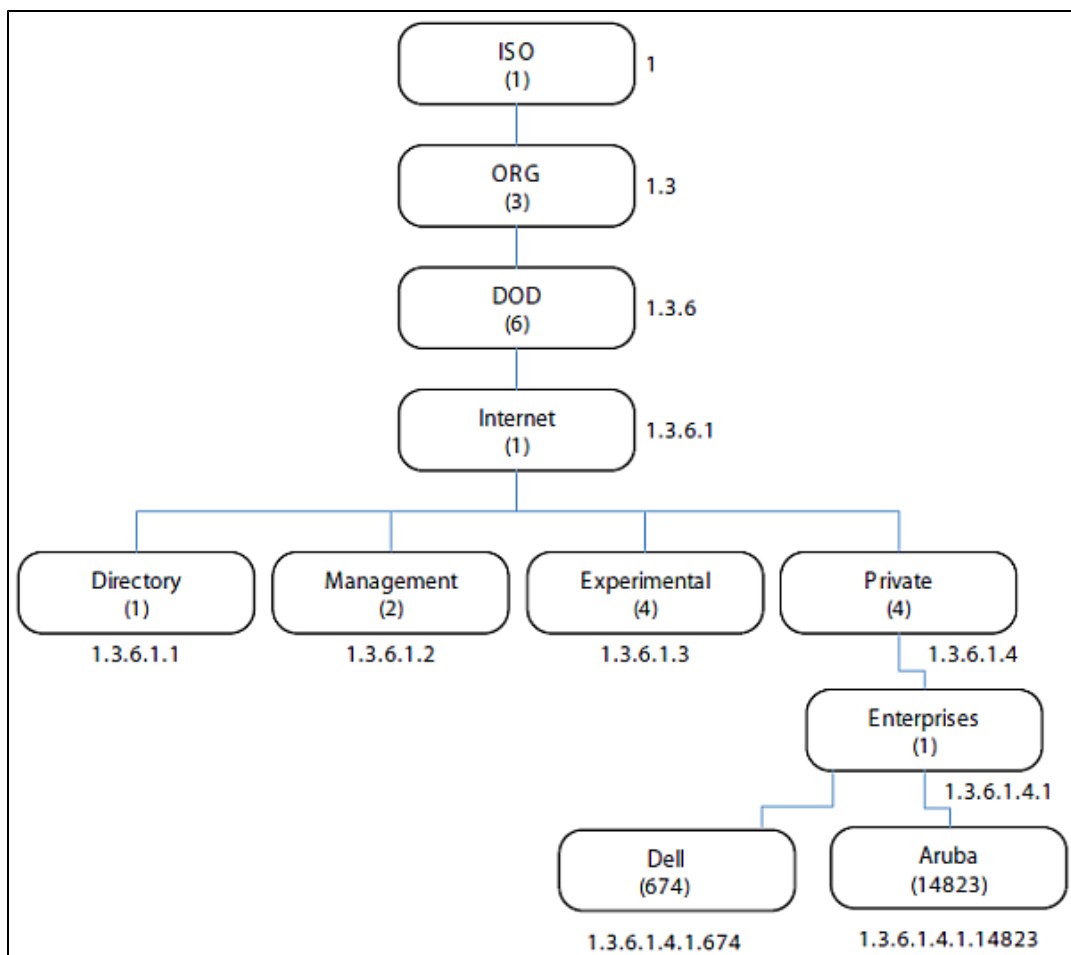 ISO
(1)
1
ORG
(3)
1.3
DOD
(6)
1.3.6
Internet
(1)
1.3.6.1
Directory
(1)
1.3.6.1.1
Management
(2)
1.3.6.1.2
Experimental
(4)
1.3.6.1.3
Private
(4)
1.3.6.1.4
Enterprises
(1)
1.3.6.1.4.1
Dell
(674)
1.3.6.1.4.1.674
Aruba
(14823)
1.3.6.1.4.1.14823